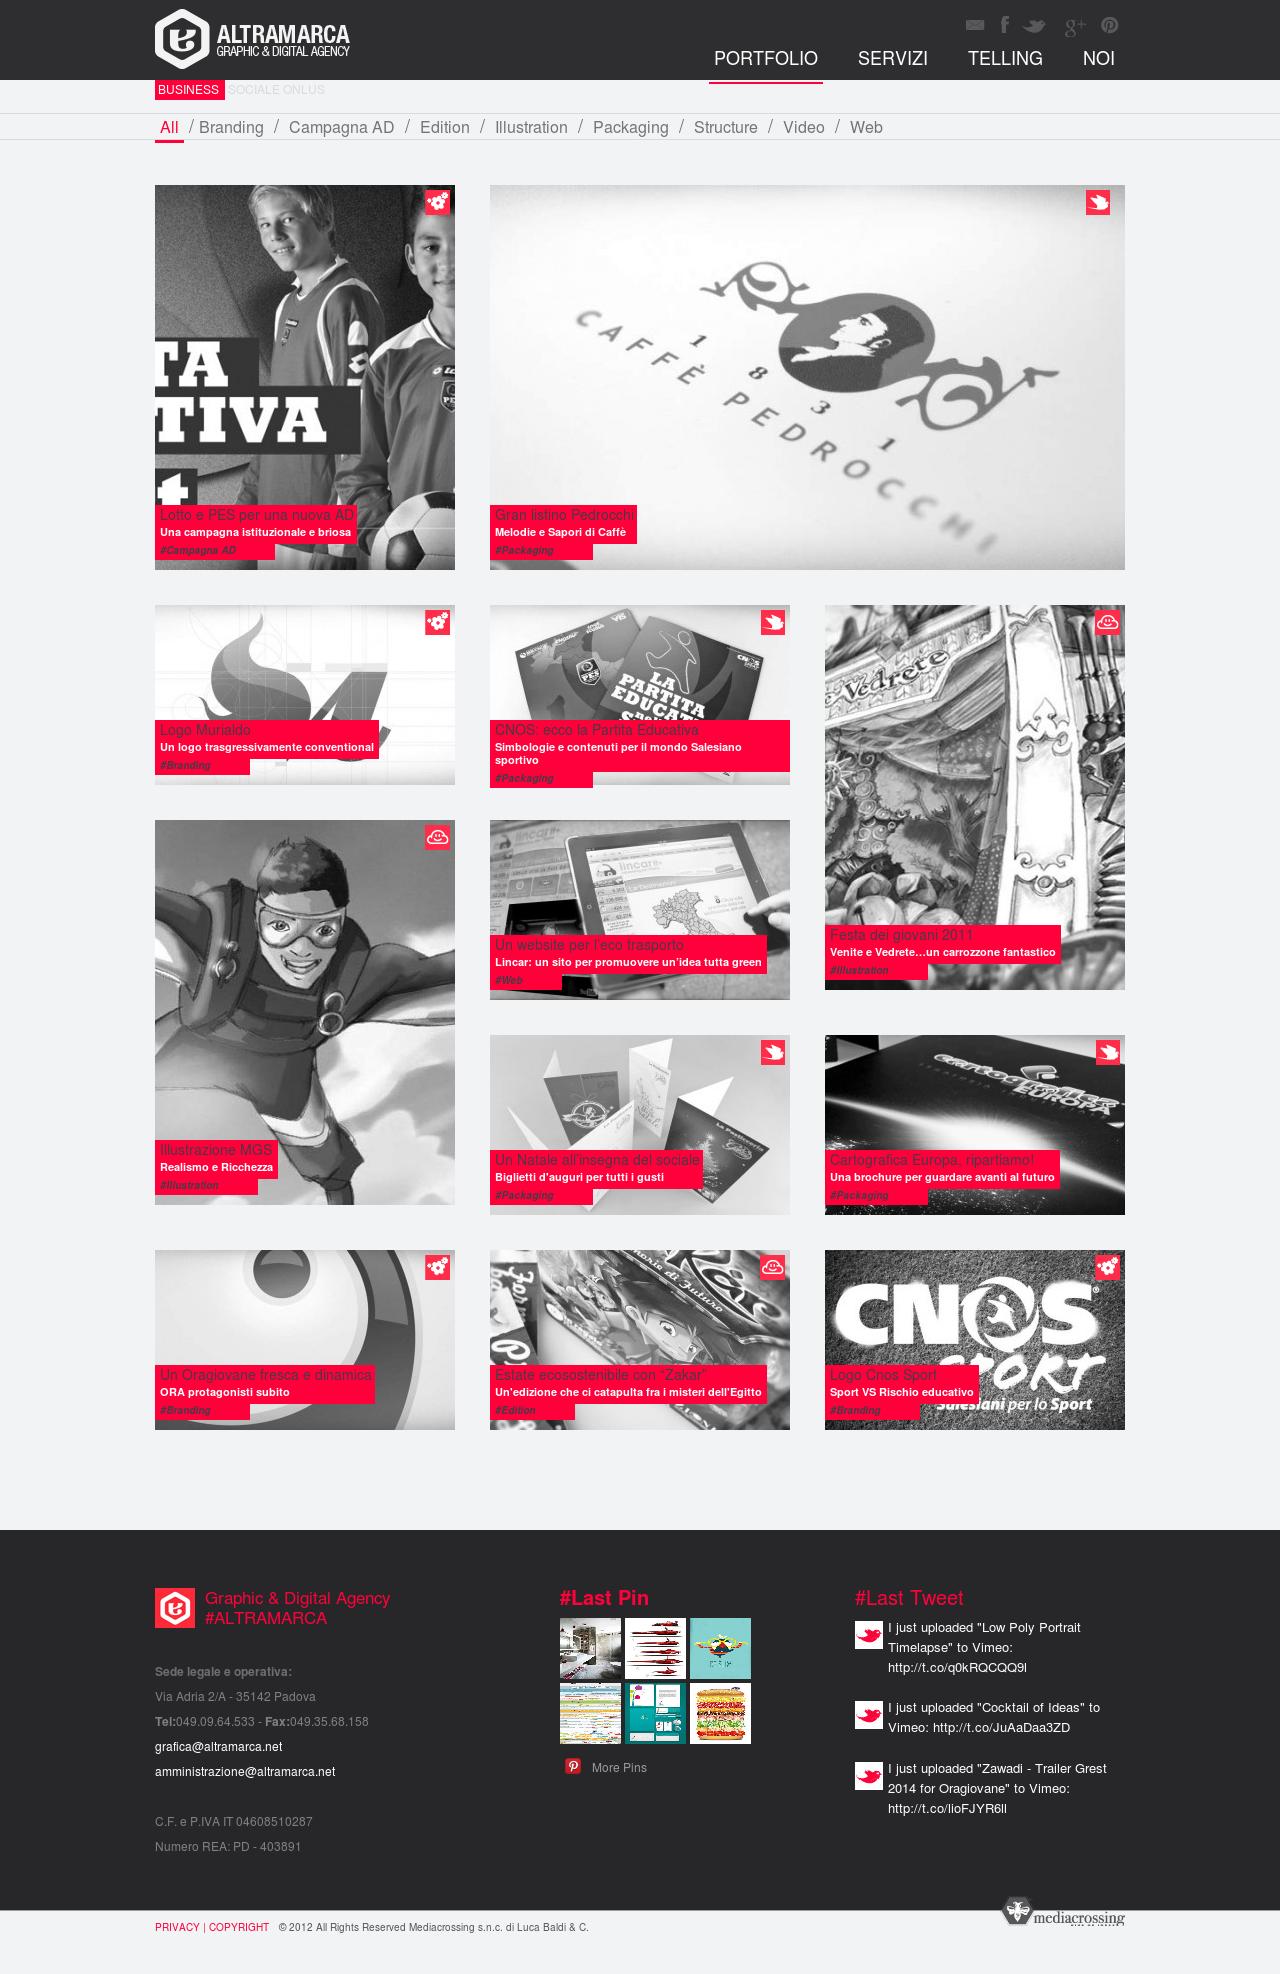 ALTRAMARCA
GRAPHIC & DIGITAL AGENCY
PORTFOLIO SERVIZI TELLING NOI
BUSINESS SOCIALE ONLUS
All / Branding / Campagna AD / Edition / Illustration / Packaging / Structure / Video / Web
TA
TIVA
Lotto e PES per una nuova AD
Una campagna istituzionale e briosa
#Campagna AD
1831
CAFFÈ PEDROCCHI
Gran listino Pedrocchi
Melodie e Sapori di Caffè
#Packaging
Logo Murialdo
Un logo trasgressivamente conventional
#Branding
LA
PARTITA
CNOS: ecco la Partita Educativa
Simbologie e contenuti per il mondo Salesiano
sportivo
#Packaging
Vedrete
Festa dei giovani 2011
Venite e Vedrete...un carrozzone fantastico
#Illustration
Illustrazione MGS
Realismo e Ricchezza
#Illustration
lincar
Un website per l'eco trasporto
Lincar: un sito per promuovere un'idea tutta green
#Web
Un Natale all'insegna del sociale
Biglietti d'auguri per tutti i gusti
#Packaging
EUROPA
Cartografica Europa, ripartiamo!
Una brochure per guardare avanti al futuro
#Packaging
Un Oragiovane fresca e dinamica
ORA protagonisti subito
#Branding
Estate ecosostenibile con "Zakar"
Un'edizione che ci catapulta fra i misteri dell'Egitto
#Edition
CNOS®
SPORT
Salesiani per lo Sport
Logo Cnos Sport
Sport VS Rischio educativo
#Branding
Graphic & Digital Agency
#ALTRAMARCA
Sede legale e operativa:
Via Adria 2/A - 35142 Padova
Tel:049.09.64.533 - Fax:049.35.68.158
grafica@altramarca.net
amministrazione@altramarca.net
C.F. e P.IVA IT 04608510287
Numero REA: PD - 403891
#Last Pin
More Pins
#Last Tweet
I just uploaded "Low Poly Portrait
Timelapse" to Vimeo:
http://t.co/q0kRQCQQ9l
I just uploaded "Cocktail of Ideas" to
Vimeo: http://t.co/JuAaDaa3ZD
I just uploaded "Zawadi - Trailer Grest
2014 for Oragiovane" to Vimeo:
http://t.co/lioFJYR6ll
PRIVACY | COPYRIGHT © 2012 All Rights Reserved Mediacrossing s.n.c. di Luca Baldi & C.
mediacrossing